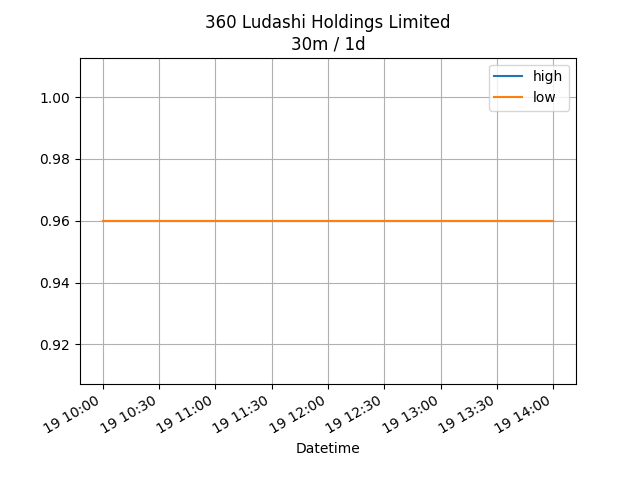 360 Ludashi Holdings Limited
30m / 1d
high
low
1.00
0.98
0.96
0.94
0.92
19 10:00
19 10:30
19 11:00
19 11:30
19 12:00
19 12:30
19 13:00
19 13:30
19 14:00
Datetime